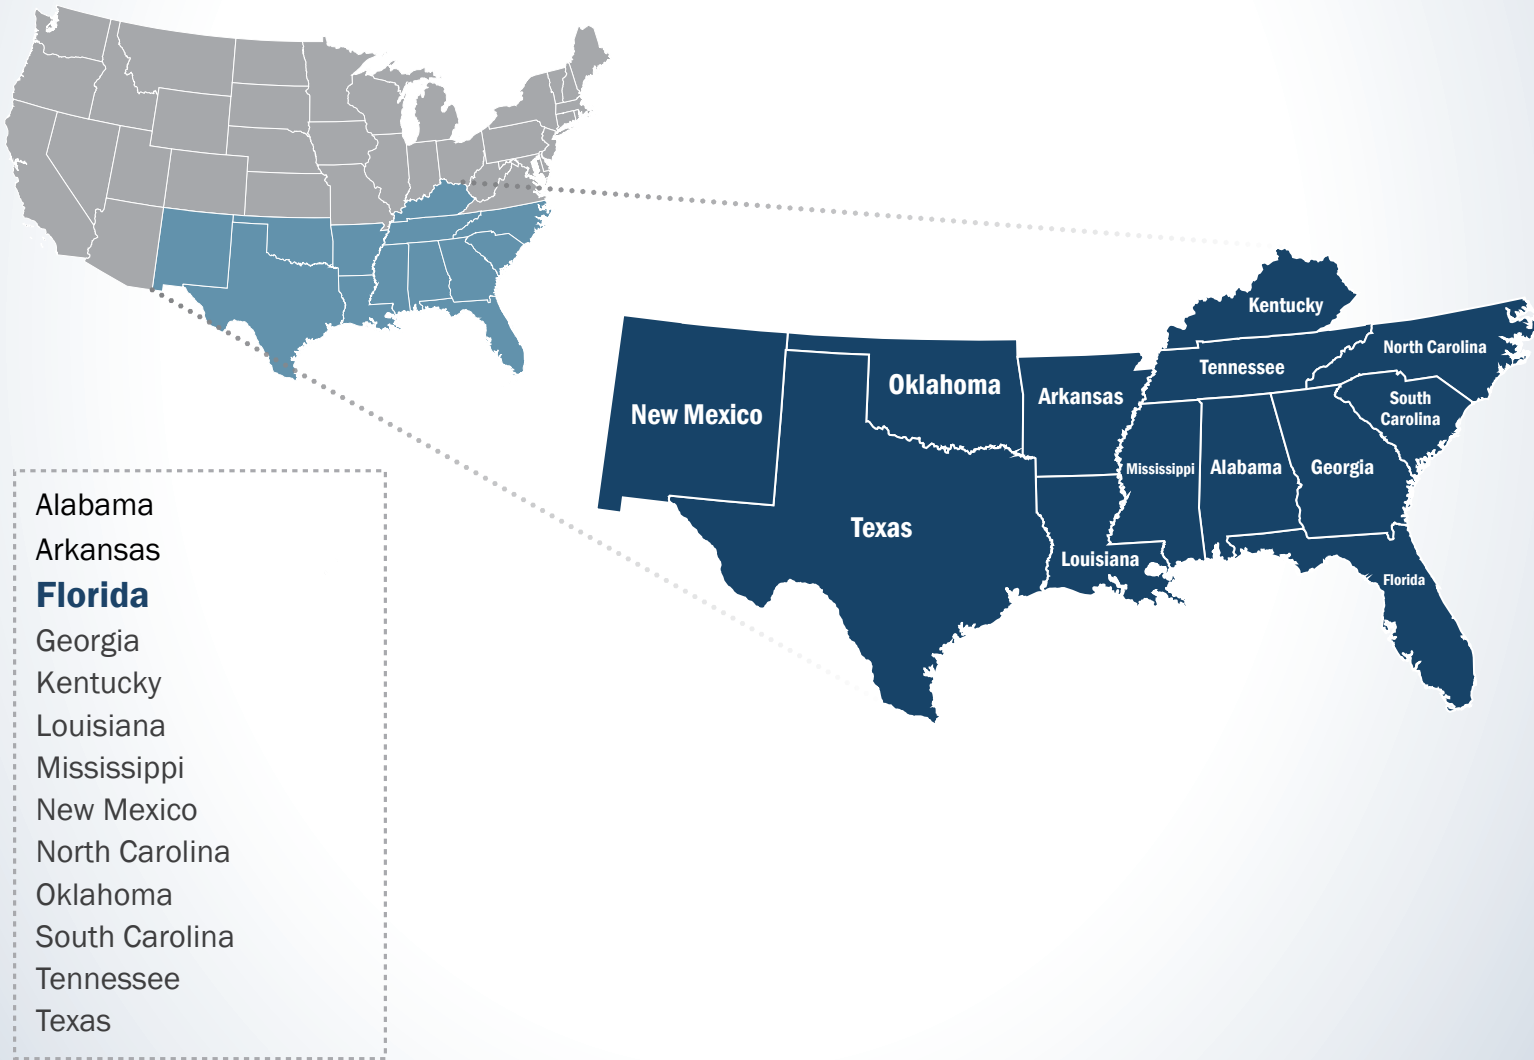 Kentucky
North Carolina
Tennessee
Oklahoma
Arkansas
South
Carolina
New Mexico
Mississippi
Alabama
Georgia
Texas
Louisiana
Florida
Alabama
Arkansas
Florida
Georgia
Kentucky
Louisiana
Mississippi
New Mexico
North Carolina
Oklahoma
South Carolina
Tennessee
Texas